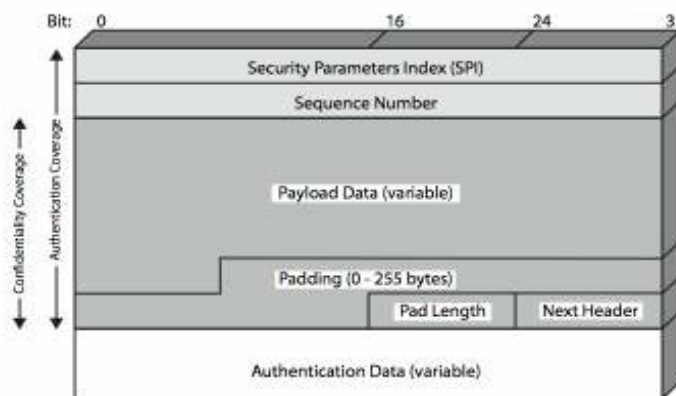 Bit: 0 16 24 3
Security Parameters Index (SPI)
Sequence Number
Confidentiality Coverage
Authentication Coverage
Payload Data (variable)
Padding (0 - 255 bytes)
Pad Length Next Header
Authentication Data (variable)